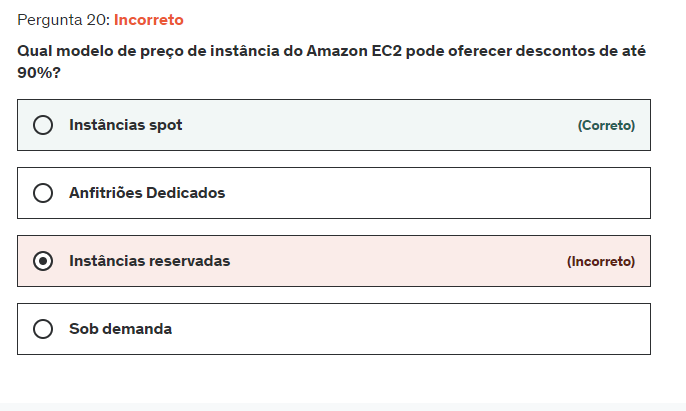 Pergunta 20: Incorreto
Qual modelo de preço de instância do Amazon EC2 pode oferecer descontos de até
90%?
Instâncias spot (Correto)
Anfitriões Dedicados
Instâncias reservadas (Incorreto)
Sob demanda